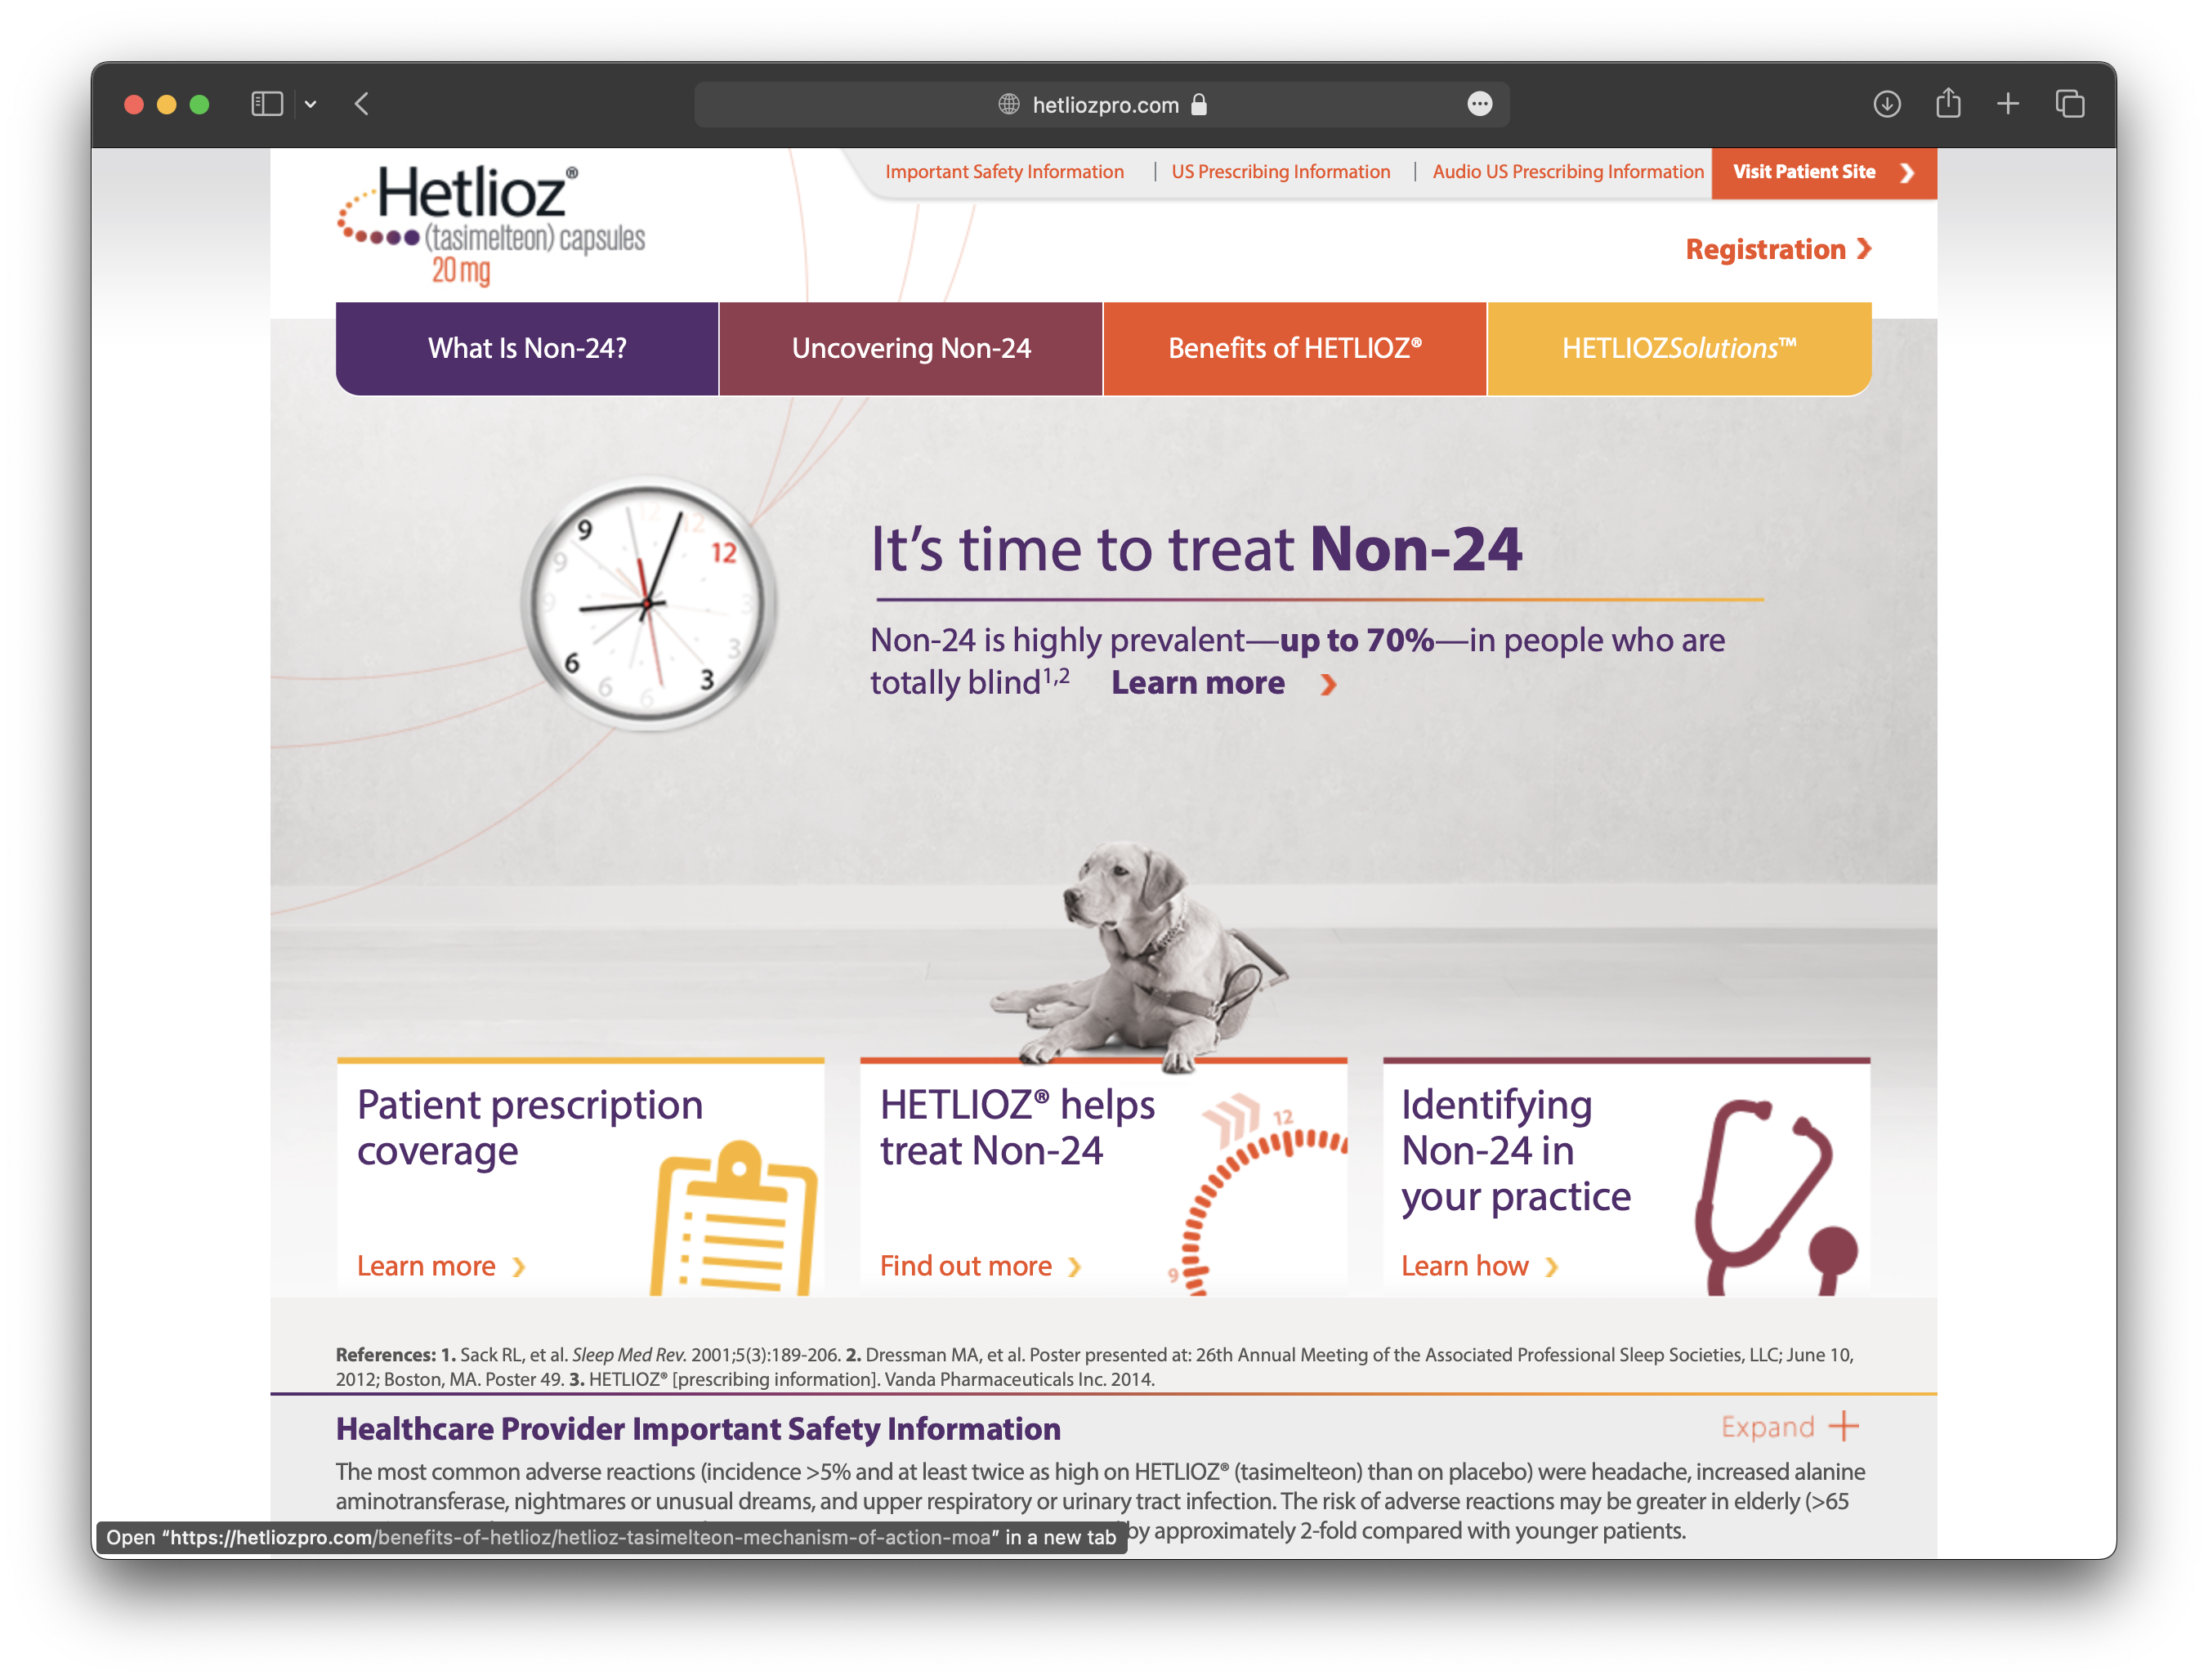 hetliozpro.com
Important Safety Information | US Prescribing Information | Audio US Prescribing Information
Visit Patient Site
Hetlioz®
(tasimelteon) capsules
20 mg
Registration
What Is Non-24?
Uncovering Non-24
Benefits of HETLIOZ®
HETLIOZSolutions™
12
12
12
9
9
9
3
3
3
6
6
6
It’s time to treat Non-24
Non-24 is highly prevalent—up to 70%—in people who are
totally blind1,2 Learn more
Patient prescription
coverage
Learn more
HETLIOZ® helps
treat Non-24
12
9
Find out more
Identifying
Non-24 in
your practice
Learn how
References: 1. Sack RL, et al. Sleep Med Rev. 2001;5(3):189-206. 2. Dressman MA, et al. Poster presented at: 26th Annual Meeting of the Associated Professional Sleep Societies, LLC; June 10,
2012; Boston, MA. Poster 49. 3. HETLIOZ® [prescribing information]. Vanda Pharmaceuticals Inc. 2014.
Healthcare Provider Important Safety Information
Expand
The most common adverse reactions (incidence >5% and at least twice as high on HETLIOZ® (tasimelteon) than on placebo) were headache, increased alanine
aminotransferase, nightmares or unusual dreams, and upper respiratory or urinary tract infection. The risk of adverse reactions may be greater in elderly (>65
by approximately 2-fold compared with younger patients.
Open “https://hetliozpro.com/benefits-of-hetlioz/hetlioz-tasimelteon-mechanism-of-action-moa” in a new tab